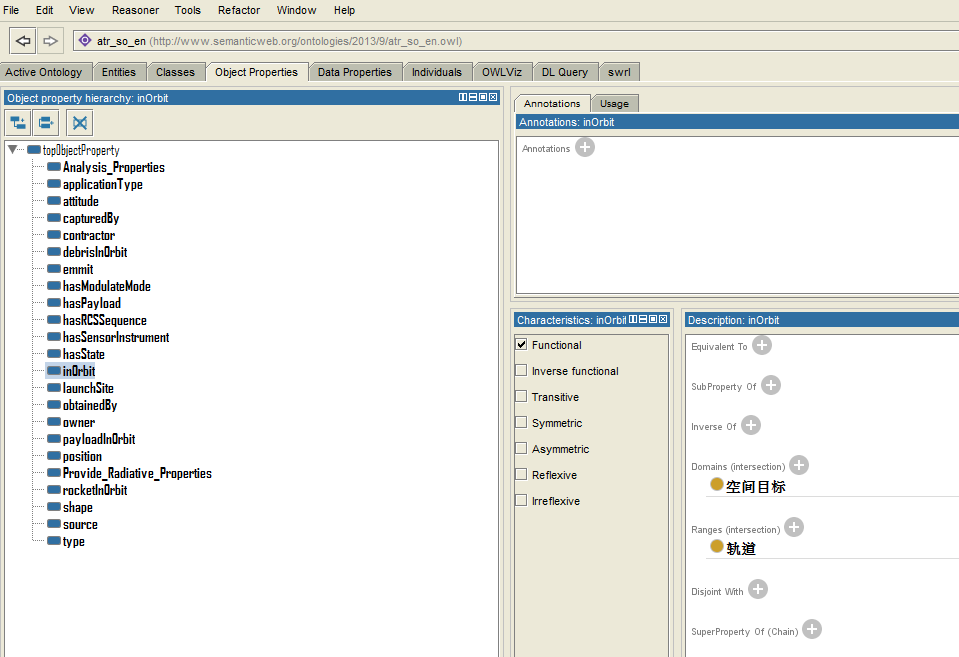 File Edit View Reasoner Tools Refactor Window Help
atr_so_en (http://www.semanticweb.org/ontologies/2013/9/atr_so_en.owl)
Active Ontology Entities Classes Object Properties Data Properties Individuals OWLViz DL Query swrl
Object property hierarchy: inOrbit
topObjectProperty
Analysis_Properties
applicationType
attitude
capturedBy
contractor
debrisInOrbit
emmit
hasModulateMode
hasPayload
hasRCSSequence
hasSensorInstrument
hasState
inOrbit
launchSite
obtainedBy
owner
payloadInOrbit
position
Provide_Radiative_Properties
rocketInOrbit
shape
source
type
Annotations Usage
Annotations: inOrbit
Annotations
Characteristics: inOrbit
Functional
Inverse functional
Transitive
Symmetric
Asymmetric
Reflexive
Irreflexive
Description: inOrbit
Equivalent To
SubProperty Of
Inverse Of
Domains (intersection)
空间目标
Ranges (intersection)
轨道
Disjoint With
SuperProperty Of (Chain)